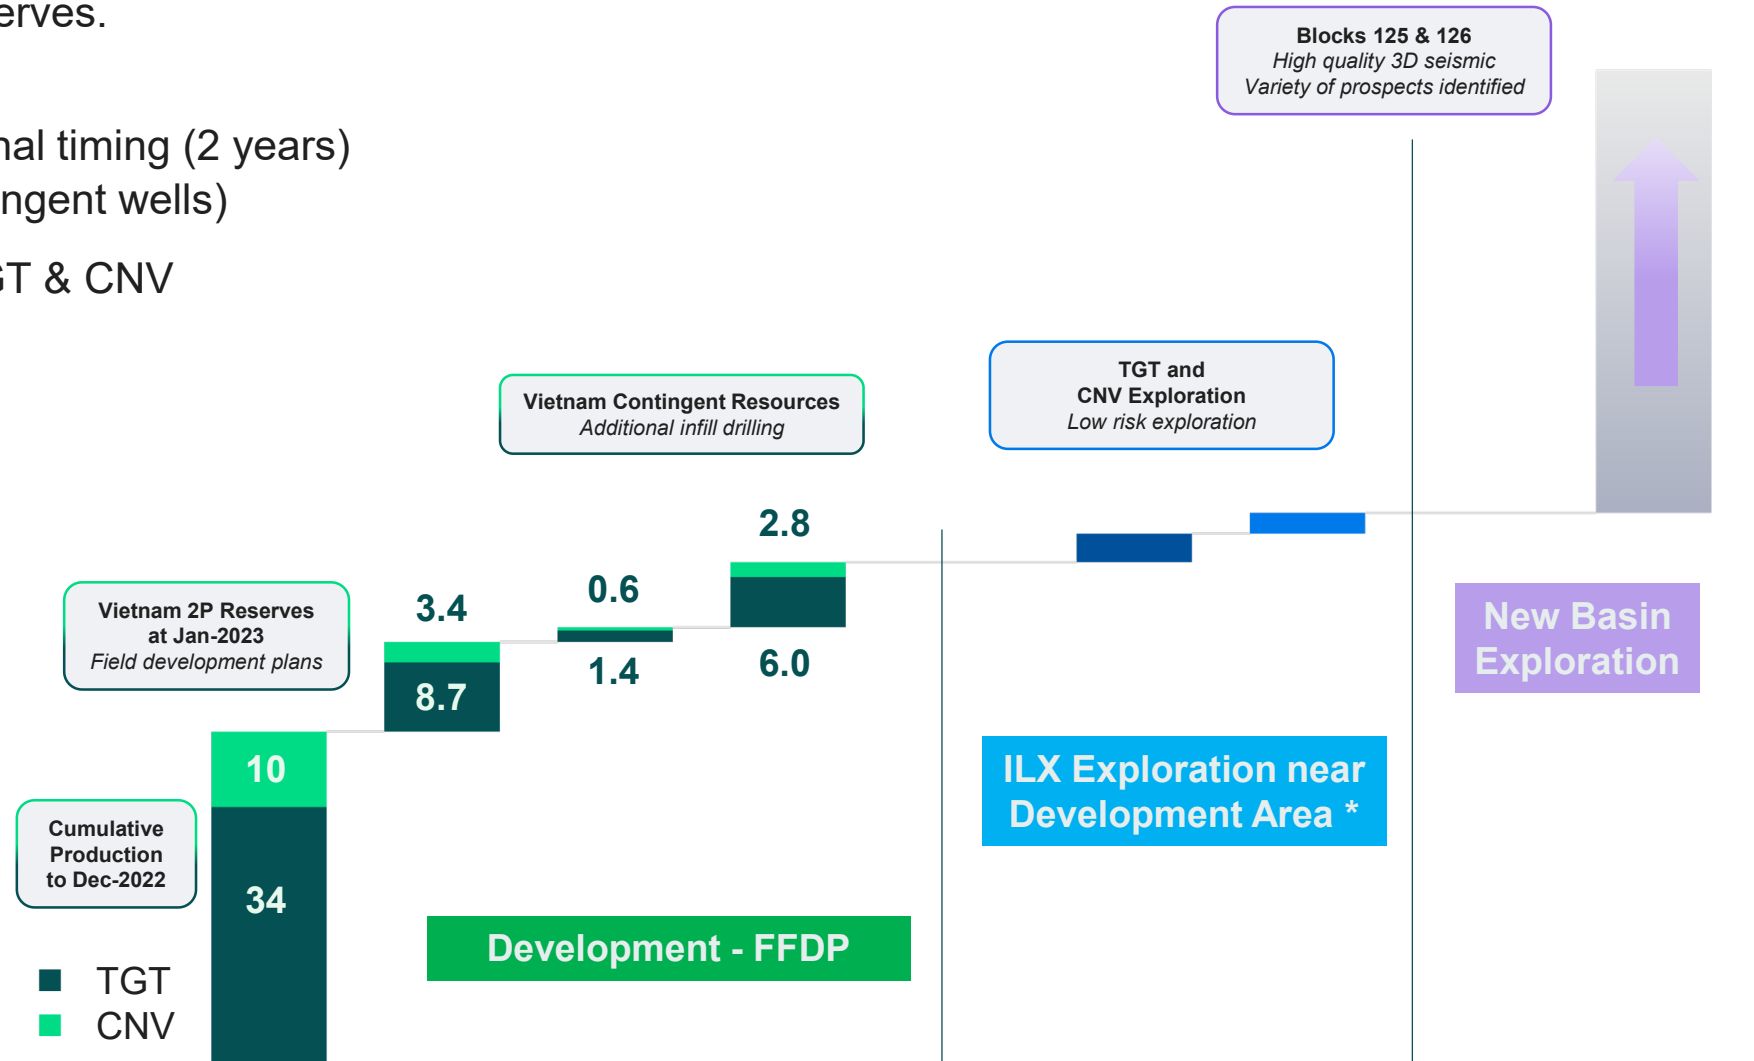 erves.
nal timing (2 years)
ngent wells)
GT & CNV
Blocks 125 & 126
High quality 3D seismic
Variety of prospects identified
TGT and
CNV Exploration
Low risk exploration
Vietnam Contingent Resources
Additional infill drilling
2.8
Vietnam 2P Reserves
at Jan-2023
Field development plans
3.4
0.6
8.7
1.4
6.0
New Basin
Exploration
10
ILX Exploration near
Development Area *
Cumulative
Production
to Dec-2022
34
Development - FFDP
TGT
CNV